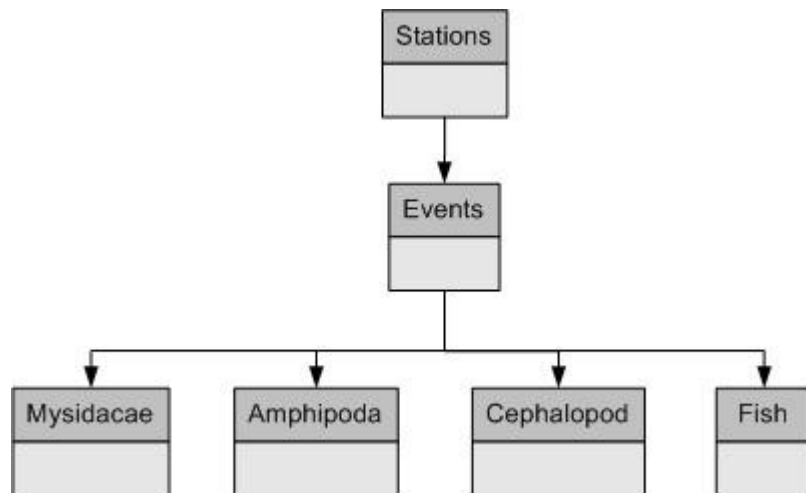 Stations
Events
Mysidacae
Amphipoda
Cephalopod
Fish